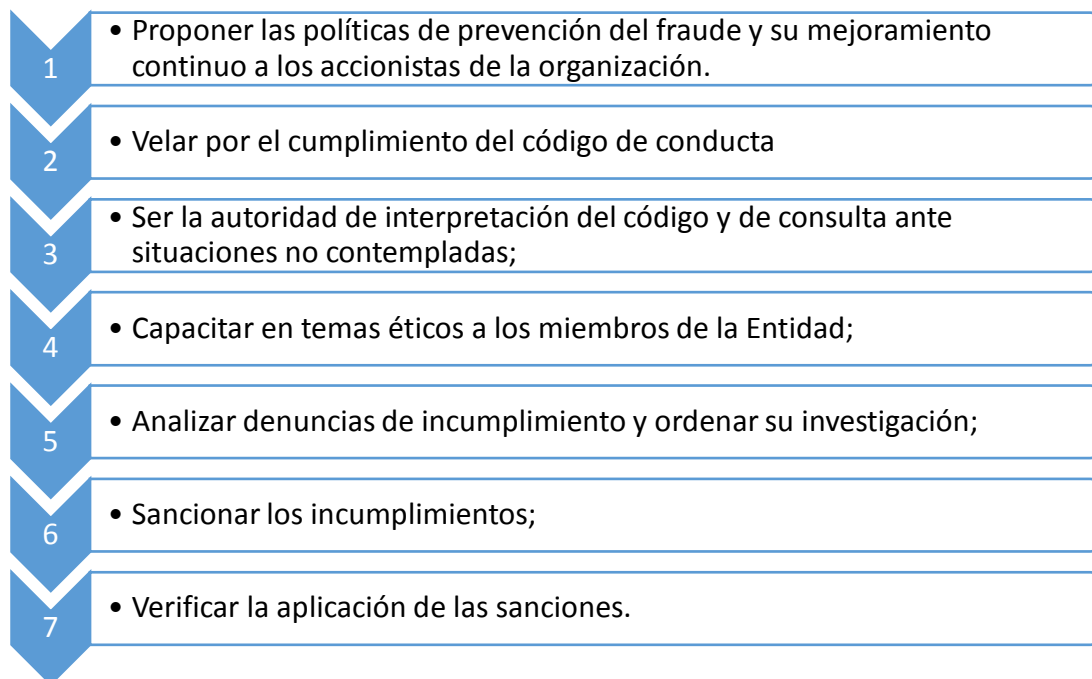 1
• Proponer las políticas de prevención del fraude y su mejoramiento
continuo a los accionistas de la organización.
2
• Velar por el cumplimiento del código de conducta
3
• Ser la autoridad de interpretación del código y de consulta ante
situaciones no contempladas;
4
• Capacitar en temas éticos a los miembros de la Entidad;
5
• Analizar denuncias de incumplimiento y ordenar su investigación;
6
• Sancionar los incumplimientos;
7
• Verificar la aplicación de las sanciones.